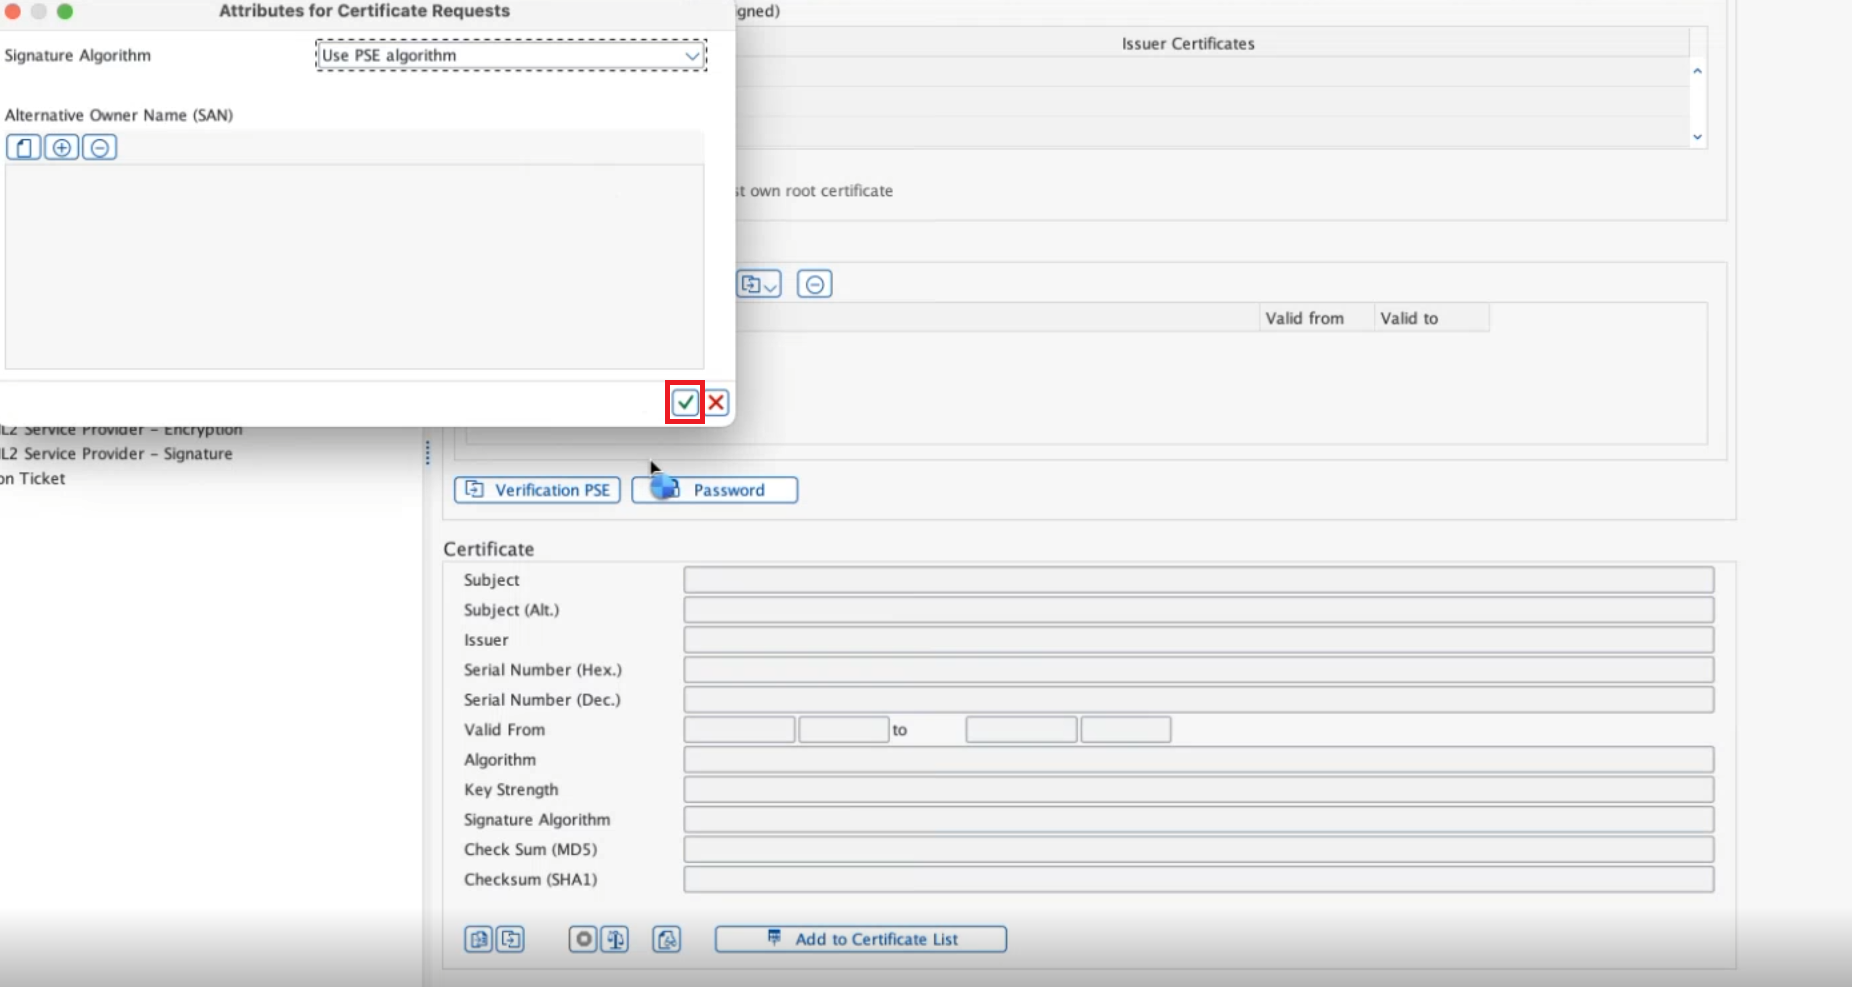 Attributes for Certificate Requests
gned)
Signature Algorithm
Use PSE algorithm
Issuer Certificates
Alternative Owner Name (SAN)
st own root certificate
Valid from
Valid to
L2 Service Provider – Encryption
L2 Service Provider – Signature
on Ticket
Verification PSE
Password
Certificate
Subject
Subject (Alt.)
Issuer
Serial Number (Hex.)
Serial Number (Dec.)
Valid From
to
Algorithm
Key Strength
Signature Algorithm
Check Sum (MD5)
Checksum (SHA1)
Add to Certificate List